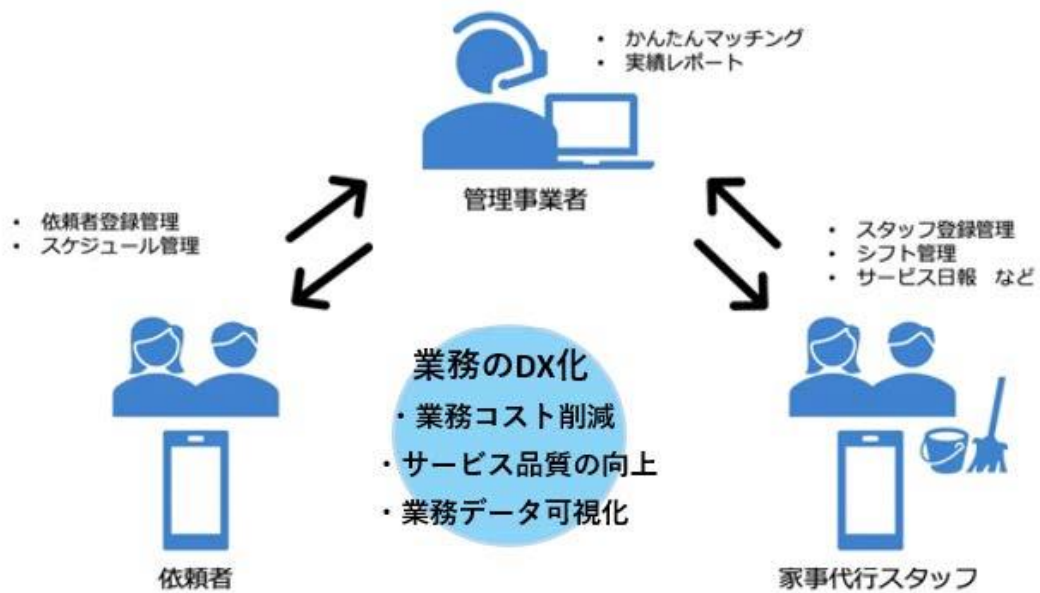 ・ かんたんマッチング
・ 実績レポート
管理事業者
・ 依頼者登録管理
・ スケジュール管理
・ スタッフ登録管理
・ シフト管理
・ サービス日報　など
業務のDX化
・業務コスト削減
・サービス品質の向上
・業務データ可視化
依頼者
家事代行スタッフ